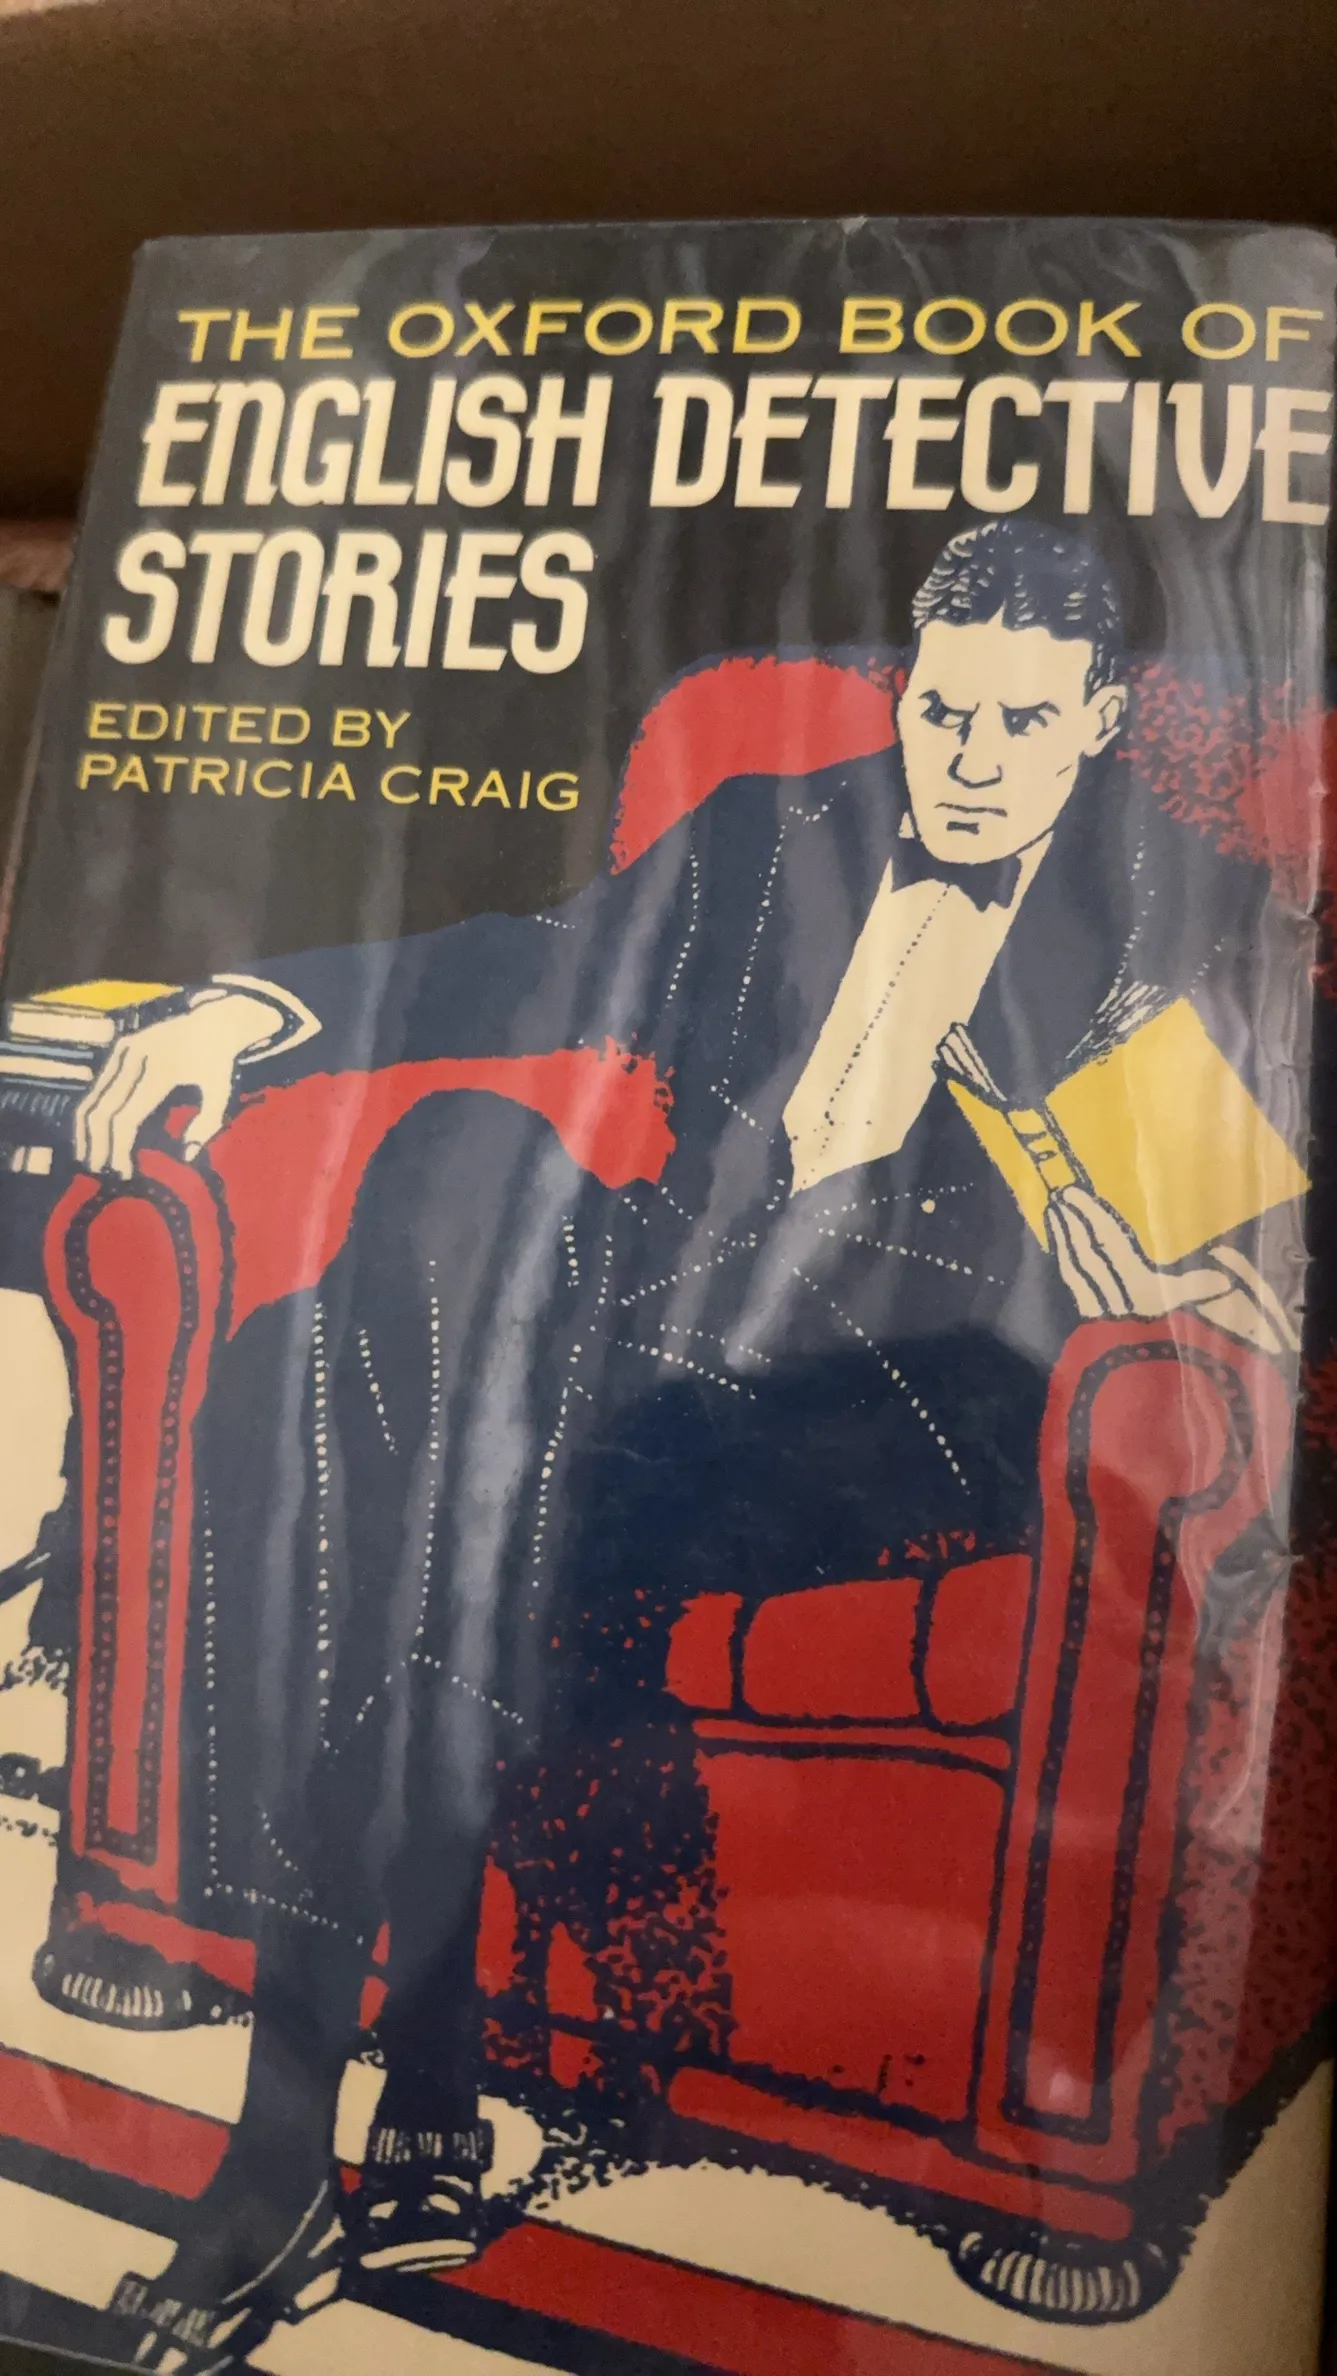 THE OXFORD BOOK OF
ENGLISH DETECTIVE
STORIES
EDITED BY
PATRICIA CRAIG